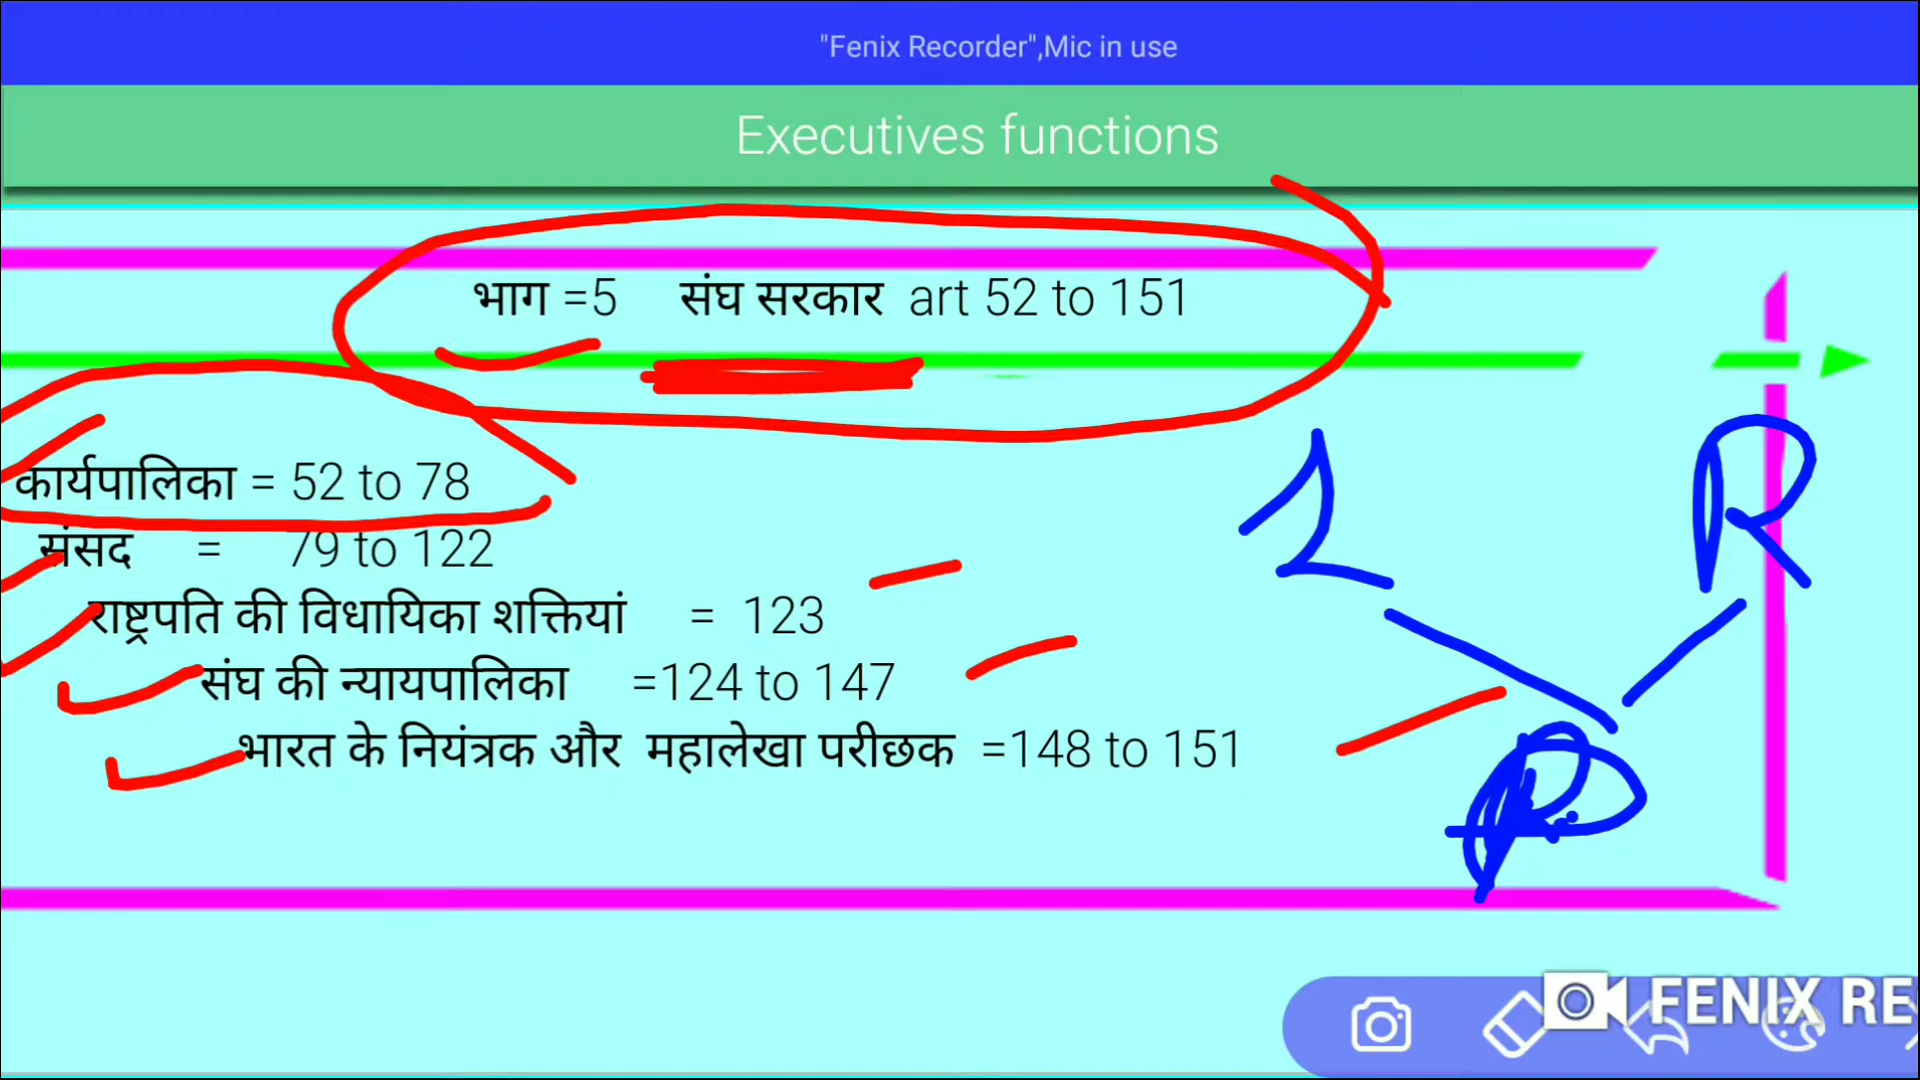 "Fenix Recorder",Mic in use
Executives functions
भाग =5 संघ सरकार art 52 to 151
कार्यपालिका = 52 to 78
संसद = 79 to 122
राष्ट्रपति की विधायिका शक्तियां = 123
संघ की न्यायपालिका =124 to 147
भारत के नियंत्रक और महालेखा परीछक =148 to 151
R
FENIX RE